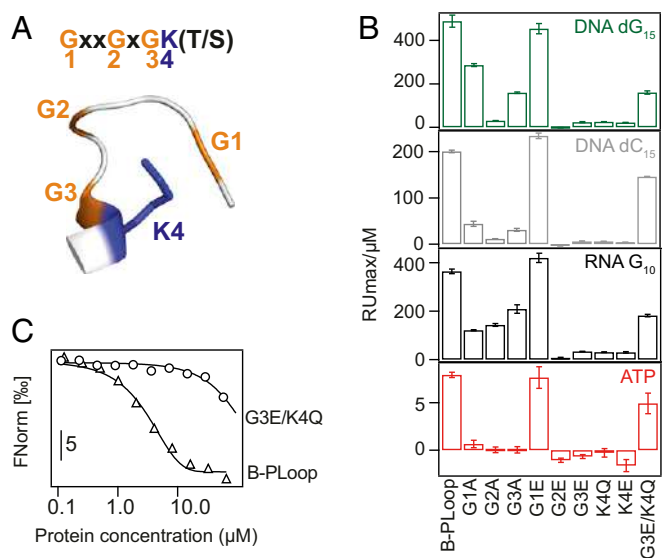 A
GxxGxGK(T/S)
1 2 3 4
G2
G1
G3
K4
B
DNA dG15
400
200
0
DNA dC15
200
100
0
RNA G10
400
200
0
ATP
5
0
RUmax/µM
B-PLoop
G1A
G2A
G3A
G1E
G2E
G3E
K4Q
K4E
G3E/K4Q
C
FNorm [‰]
5
G3E/K4Q
B-PLoop
0.1 1.0 10.0
Protein concentration (µM)